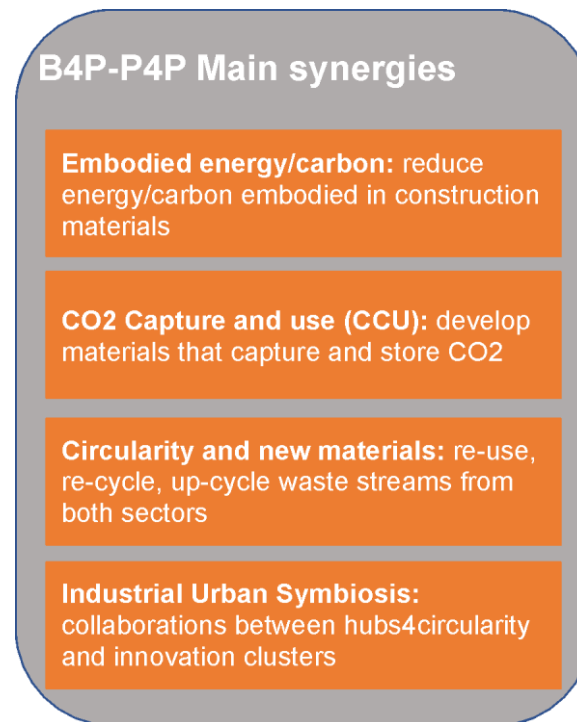 B4P-P4P Main synergies
Embodied energy/carbon: reduce
energy/carbon embodied in construction
materials
CO2 Capture and use (CCU): develop
materials that capture and store CO2
Circularity and new materials: re-use,
re-cycle, up-cycle waste streams from
both sectors
Industrial Urban Symbiosis:
collaborations between hubs4circularity
and innovation clusters